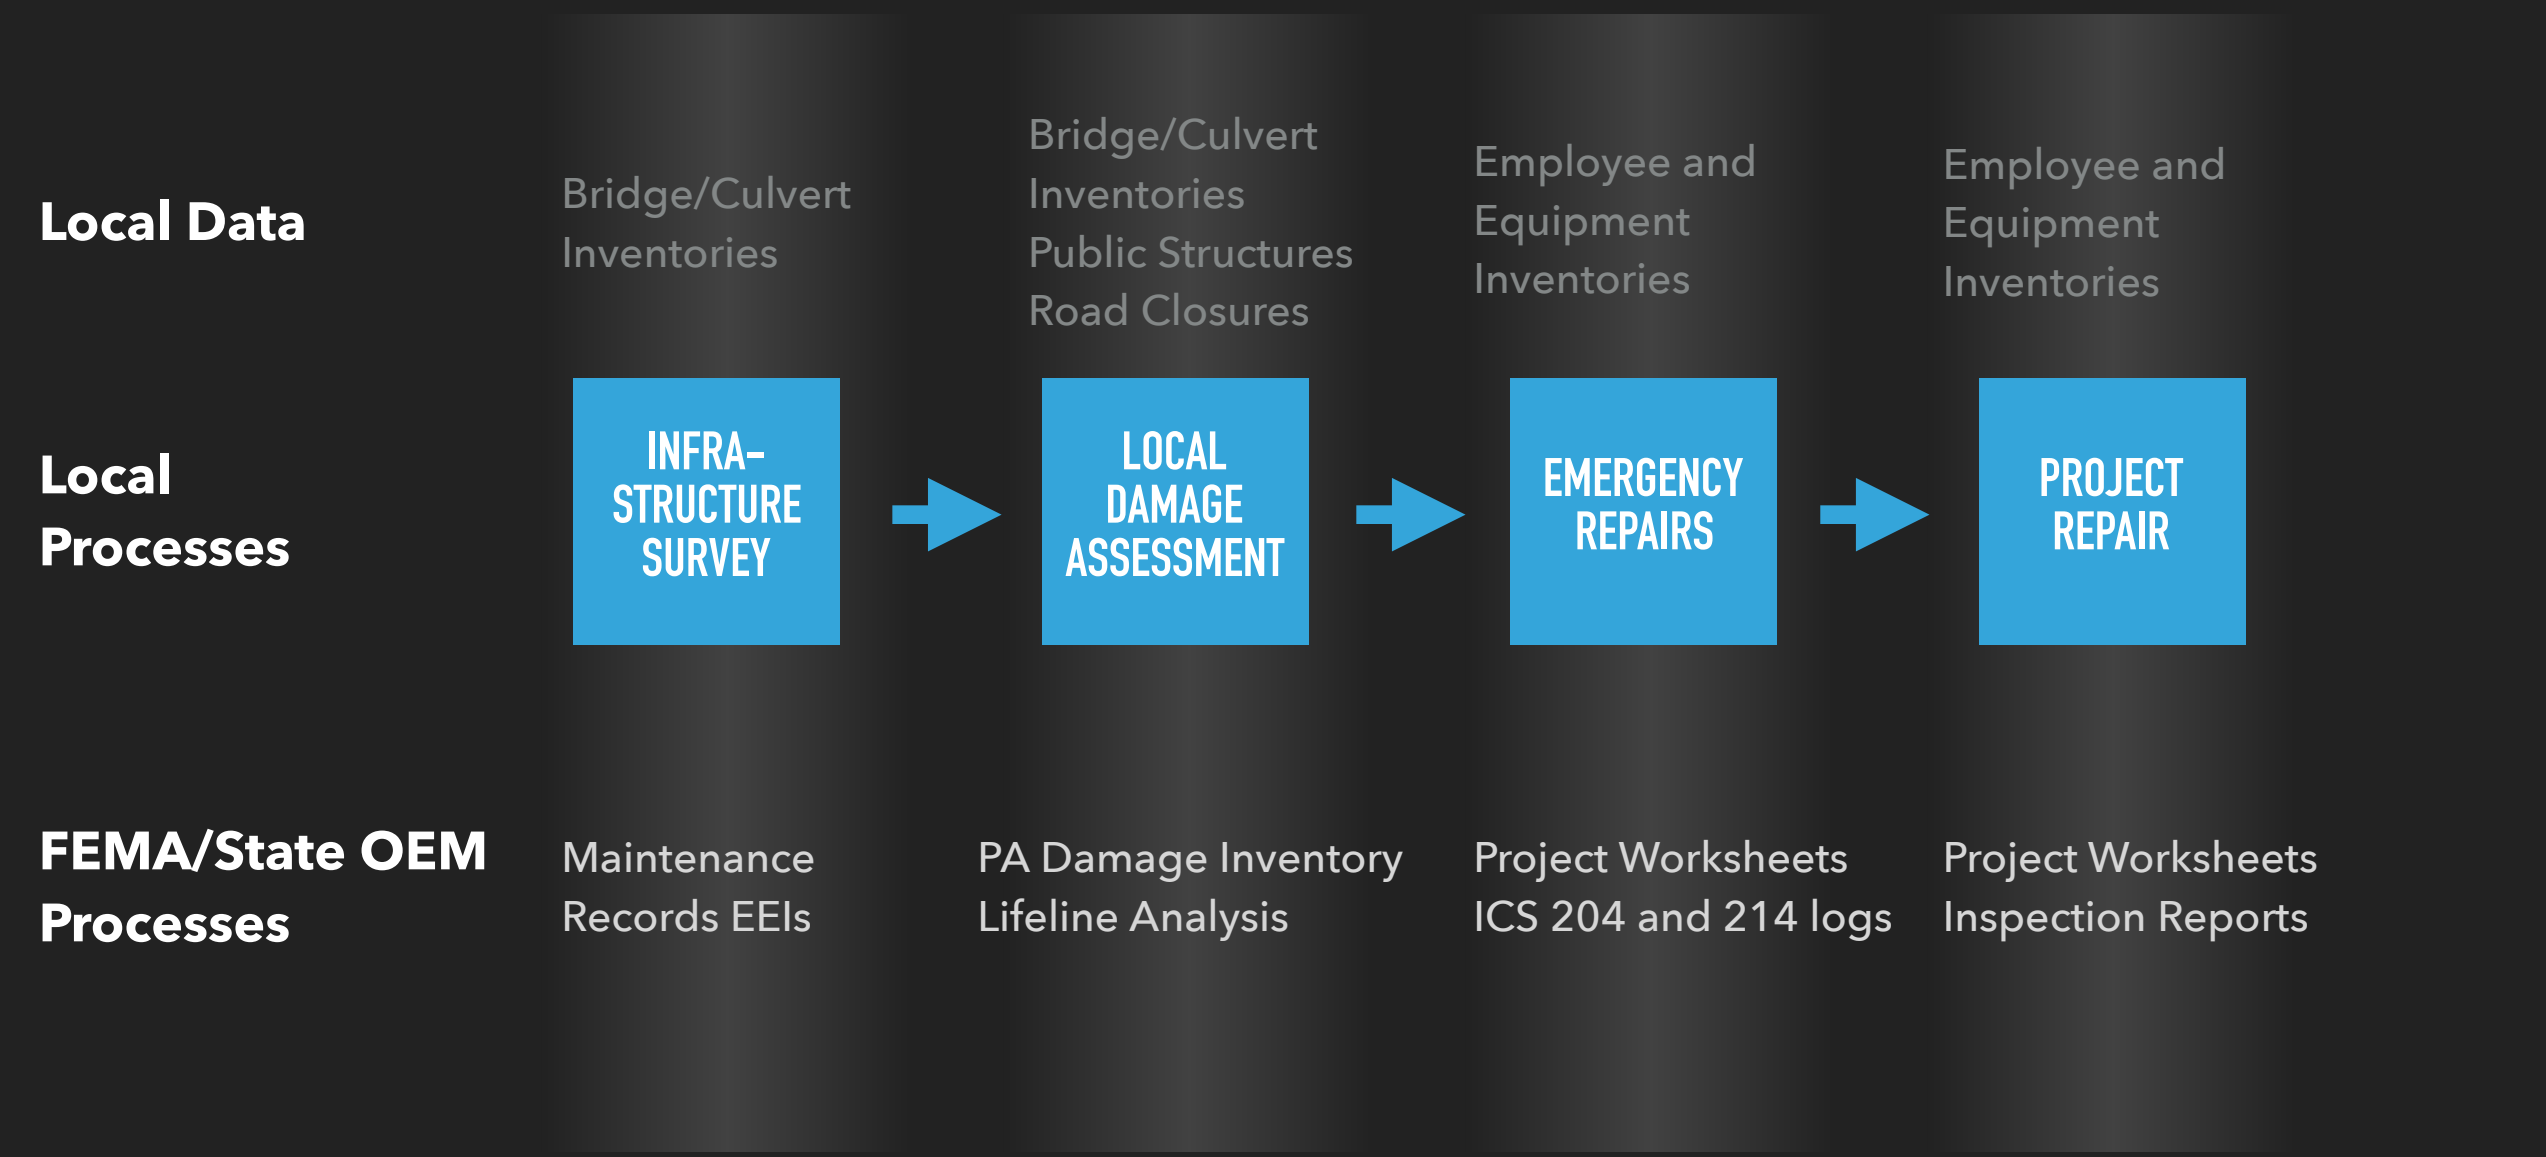 Local Data
Bridge/Culvert
Inventories
Bridge/Culvert
Inventories
Public Structures
Road Closures
Employee and
Equipment
Inventories
Employee and
Equipment
Inventories
Local
Processes
INFRA-
STRUCTURE
SURVEY
LOCAL
DAMAGE
ASSESSMENT
EMERGENCY
REPAIRS
PROJECT
REPAIR
FEMA/State OEM
Processes
Maintenance
Records EEIs
PA Damage Inventory
Lifeline Analysis
Project Worksheets
ICS 204 and 214 logs
Project Worksheets
Inspection Reports